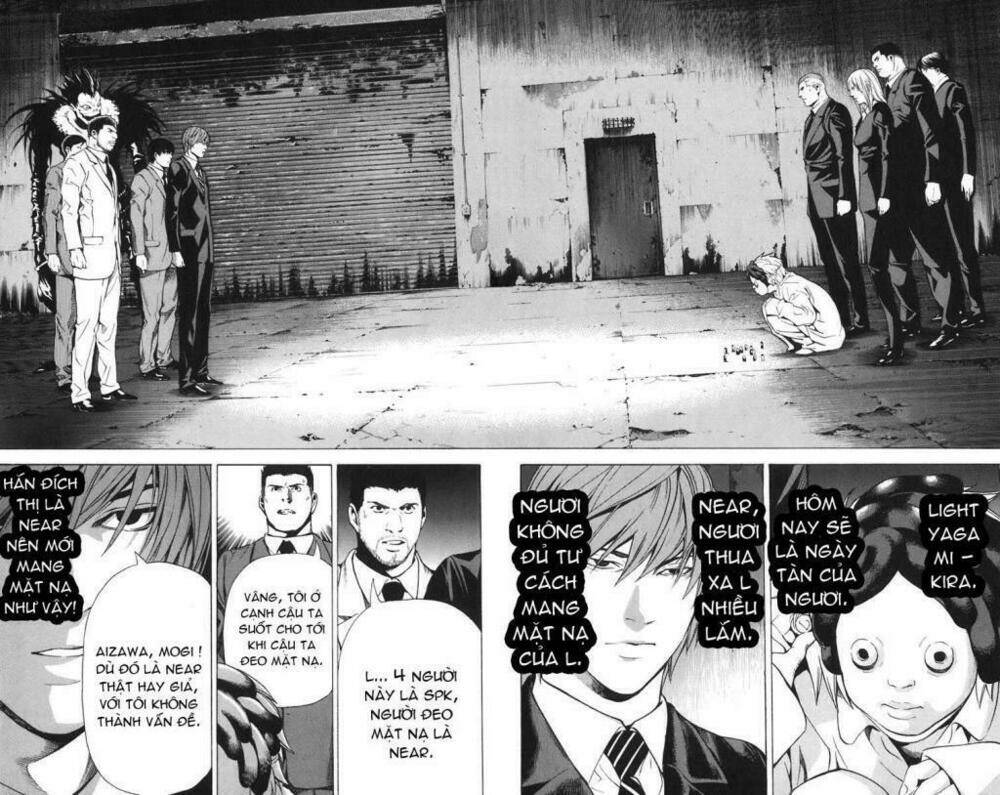 LIGHT
YAGA
MI -
KIRA.
HÔM
NAY SẼ
LÀ NGÀY
TÀN CỦA
NGƯƠI.
NEAR,
NGƯƠI
THUA
XA L
NHIỀU
LẮM.
NGƯƠI
KHÔNG
ĐỦ TƯ
CÁCH
MANG
MẶT NẠ
CỦA L.
L... 4 NGƯỜI
NÀY LÀ SPK,
NGƯỜI ĐEO
MẶT NẠ LÀ
NEAR.
VÂNG, TÔI Ở
CẠNH CẬU TA
SUỐT CHO TỚI
KHI CẬU TA
ĐEO MẶT NẠ.
HẮN ĐÍCH
THỊ LÀ
NEAR
NÊN MỚI
MANG
MẶT NẠ
NHƯ VẬY!
AIZAWA, MOGI !
DÙ ĐÓ LÀ NEAR
THẬT HAY GIẢ,
VỚI TÔI KHÔNG
THÀNH VẤN ĐỀ.